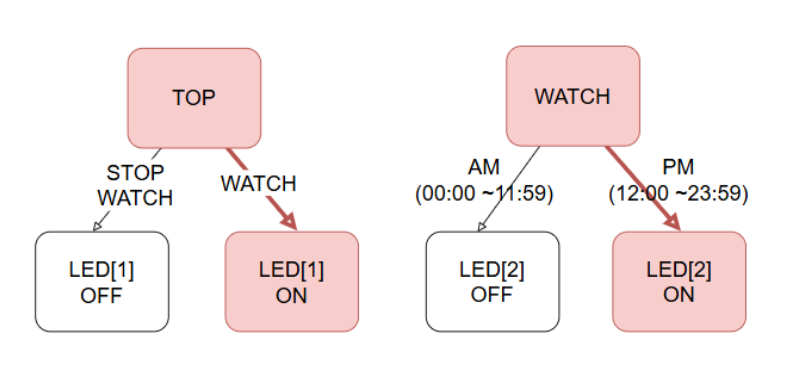 TOP
WATCH
STOP
WATCH
WATCH
AM
(00:00 ~11:59)
PM
(12:00 ~23:59)
LED[1]
OFF
LED[1]
ON
LED[2]
OFF
LED[2]
ON